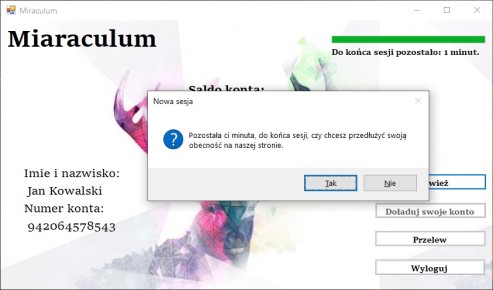 Miraculum
Miaraculum
Do końca sesji pozostało: 1 minut.
Saldo konta:
Nowa sesja
Pozostała ci minuta, do końca sesji, czy chcesz przedłużyć swoją
obecność na naszej stronie.
Tak
Nie
Imie i nazwisko:
Jan Kowalski
Numer konta:
942064578543
Doładuj swoje konto
Przelew
Wyloguj